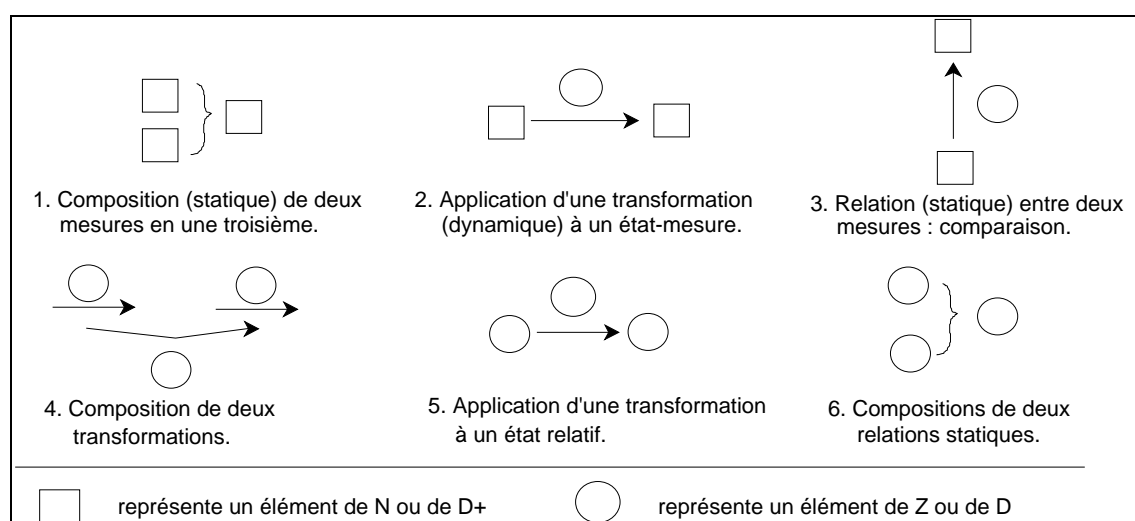 1. Composition (statique) de deux
mesures en une troisième.
2. Application d'une transformation
(dynamique) à un état-mesure.
3. Relation (statique) entre deux
mesures : comparaison.
4. Composition de deux
transformations.
5. Application d'une transformation
à un état relatif.
6. Compositions de deux
relations statiques.
représente un élément de N ou de D+
représente un élément de Z ou de D